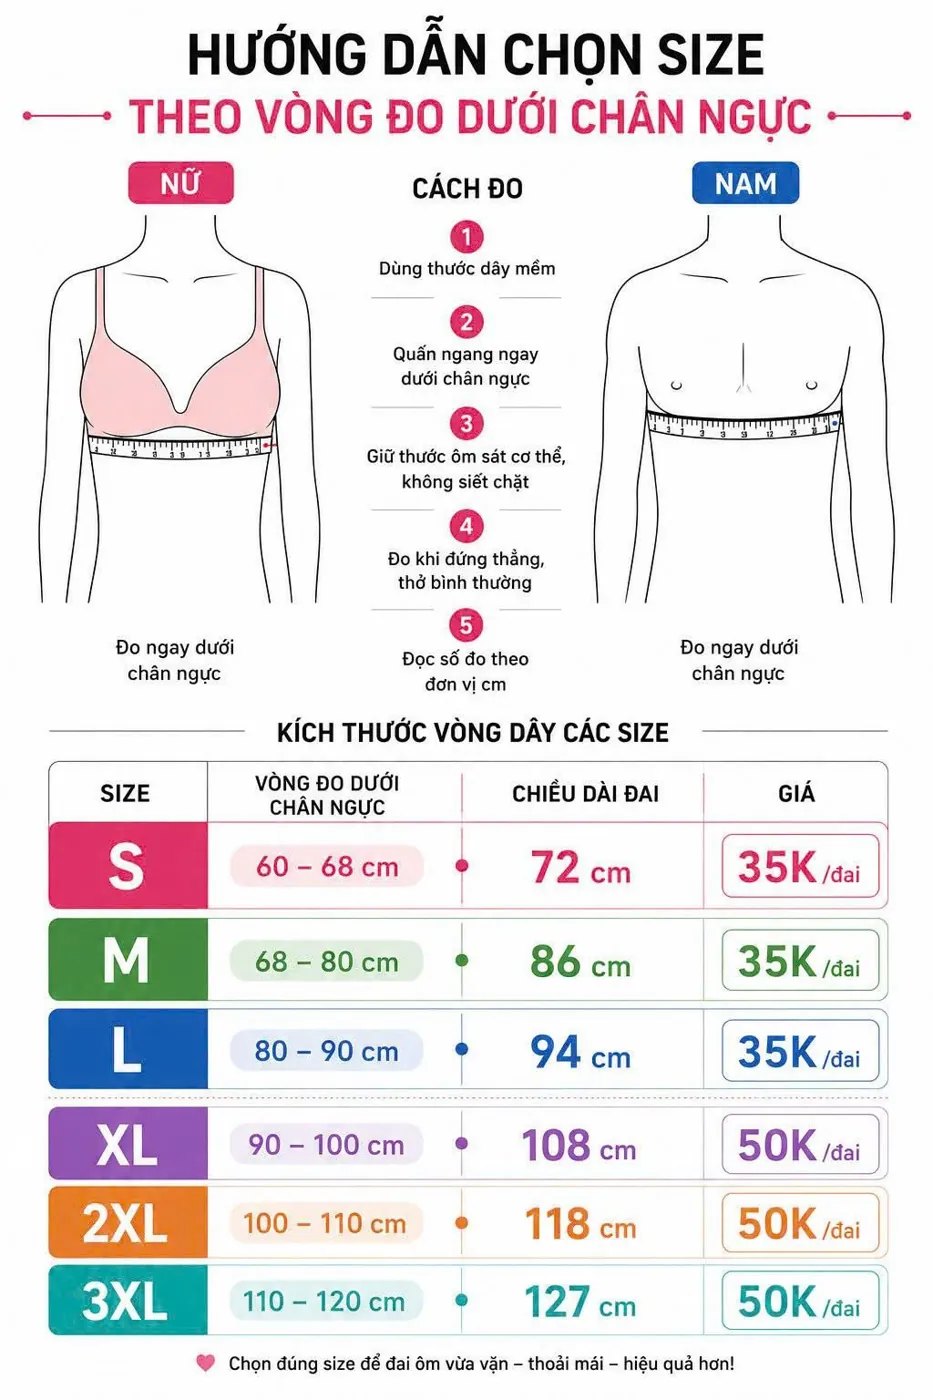 HƯỚNG DẪN CHỌN SIZE
THEO VÒNG ĐO DƯỚI CHÂN NGỰC
NỮ
CÁCH ĐO
NAM
1
Dùng thước dây mềm
2
Quấn ngang ngay
dưới chân ngực
3
Giữ thước ôm sát cơ thể,
không siết chặt
4
Đo khi đứng thẳng,
thở bình thường
5
Đọc số đo theo
đơn vị cm
Đo ngay dưới
chân ngực
Đo ngay dưới
chân ngực
KÍCH THƯỚC VÒNG DÂY CÁC SIZE
SIZE
VÒNG ĐO DƯỚI
CHÂN NGỰC
CHIỀU DÀI ĐAI
GIÁ
S
60 – 68 cm
72 cm
35K /đai
M
68 – 80 cm
86 cm
35K /đai
L
80 – 90 cm
94 cm
35K /đai
XL
90 – 100 cm
108 cm
50K /đai
2XL
100 – 110 cm
118 cm
50K /đai
3XL
110 – 120 cm
127 cm
50K /đai
Chọn đúng size để đai ôm vừa vặn – thoải mái – hiệu quả hơn!